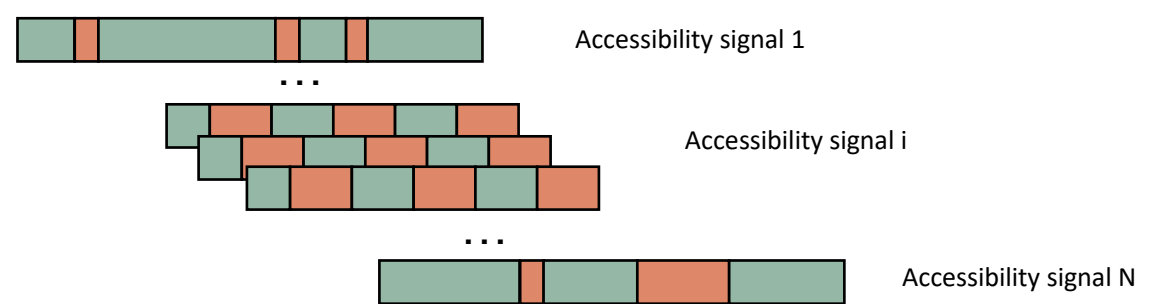 Accessibility signal 1
...
Accessibility signal i
...
Accessibility signal N